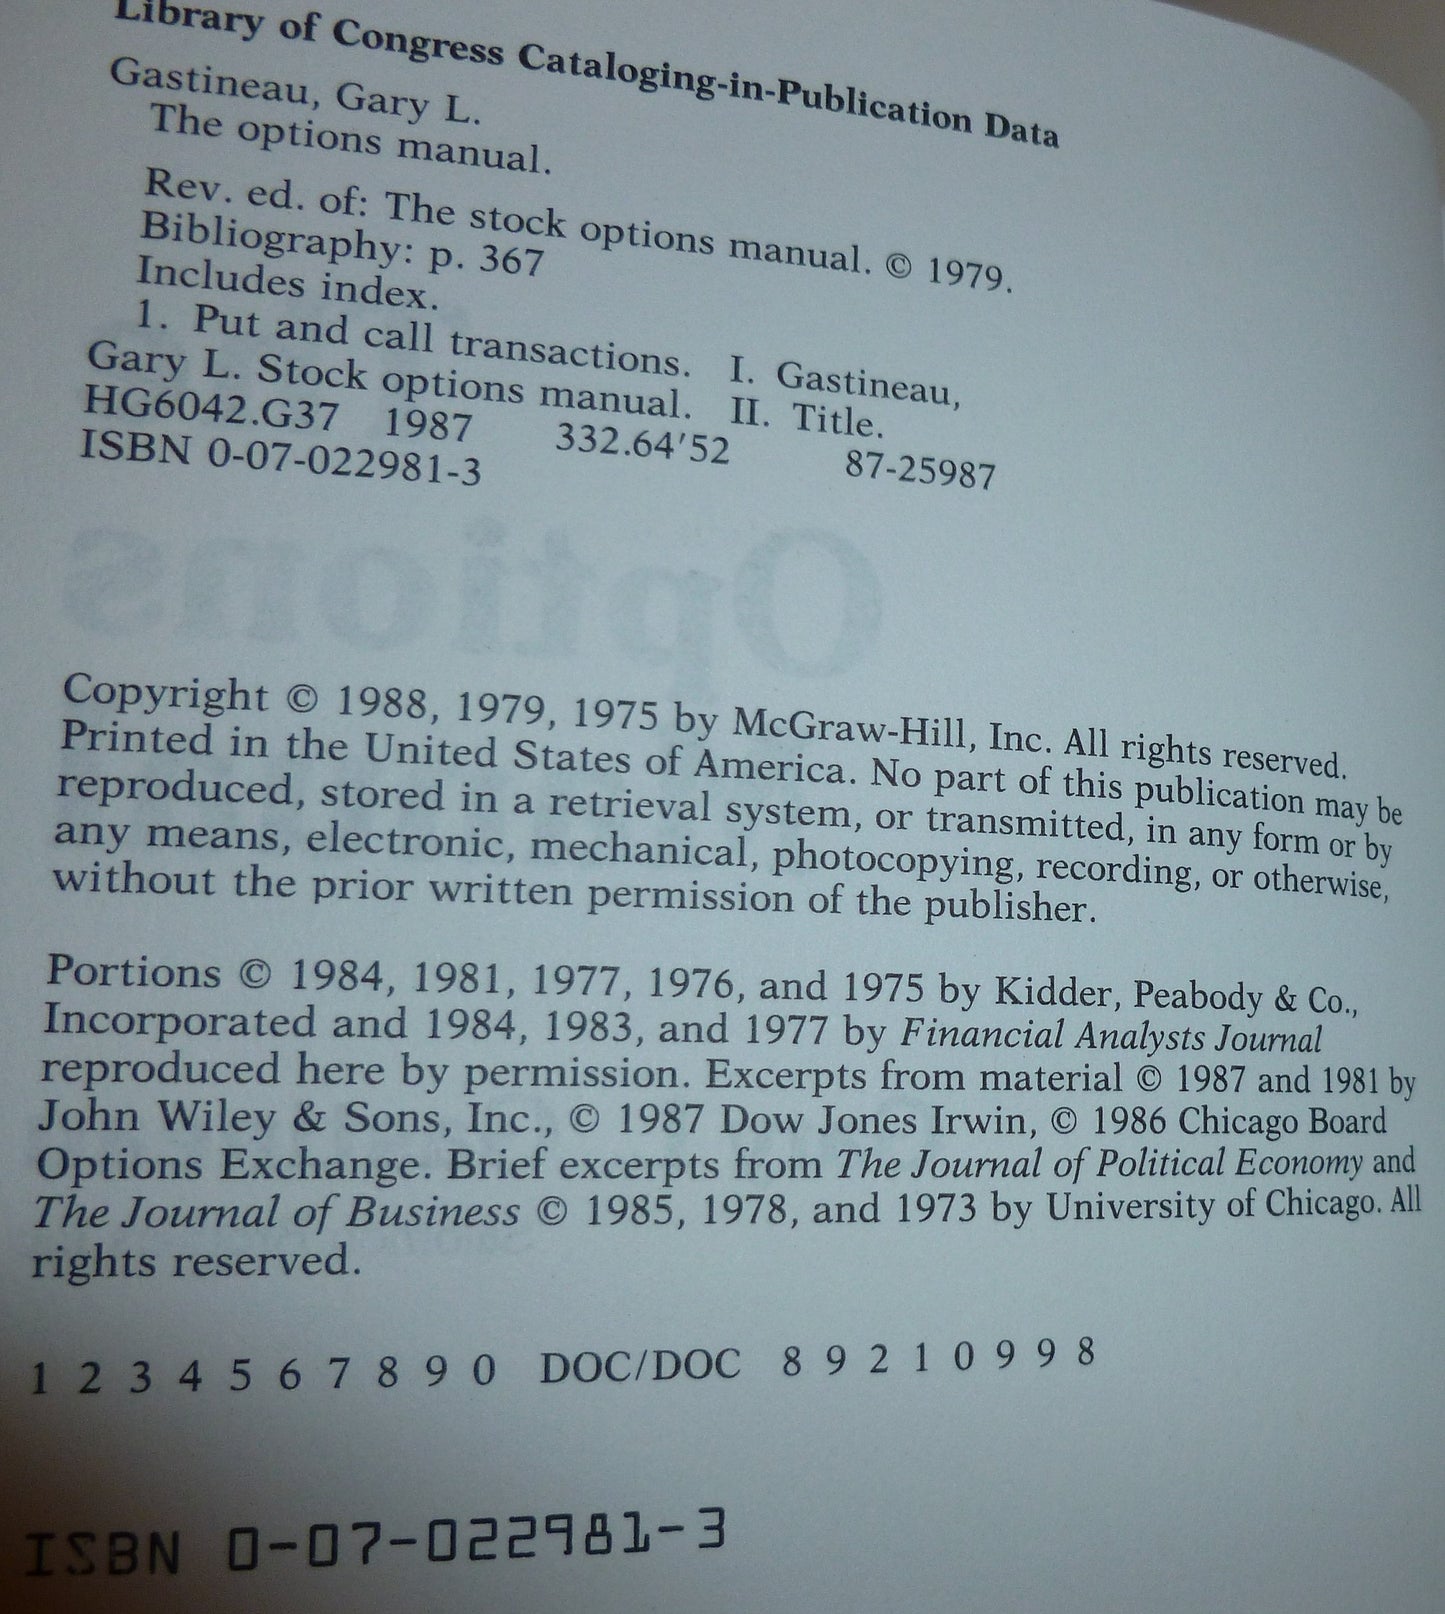 Library of Congress Cataloging-in-Publication Data
Gastineau, Gary L.
The options manual.
Rev. ed. of: The stock options manual. © 1979.
Bibliography: p. 367
Includes index.
1. Put and call transactions. I. Gastineau,
Gary L. Stock options manual. II. Title.
HG6042.G37 1987 332.64'52 87-25987
ISBN 0-07-022981-3
Options
Copyright © 1988, 1979, 1975 by McGraw-Hill, Inc. All rights reserved.
Printed in the United States of America. No part of this publication may be
reproduced, stored in a retrieval system, or transmitted, in any form or by
any means, electronic, mechanical, photocopying, recording, or otherwise,
without the prior written permission of the publisher.
Portions © 1984, 1981, 1977, 1976, and 1975 by Kidder, Peabody & Co.,
Incorporated and 1984, 1983, and 1977 by Financial Analysts Journal
reproduced here by permission. Excerpts from material © 1987 and 1981 by
John Wiley & Sons, Inc., © 1987 Dow Jones Irwin, © 1986 Chicago Board
Options Exchange. Brief excerpts from The Journal of Political Economy and
The Journal of Business © 1985, 1978, and 1973 by University of Chicago. All
rights reserved.
1 2 3 4 5 6 7 8 9 0 DOC/DOC 8 9 2 1 0 9 9 8
ISBN 0-07-022981-3